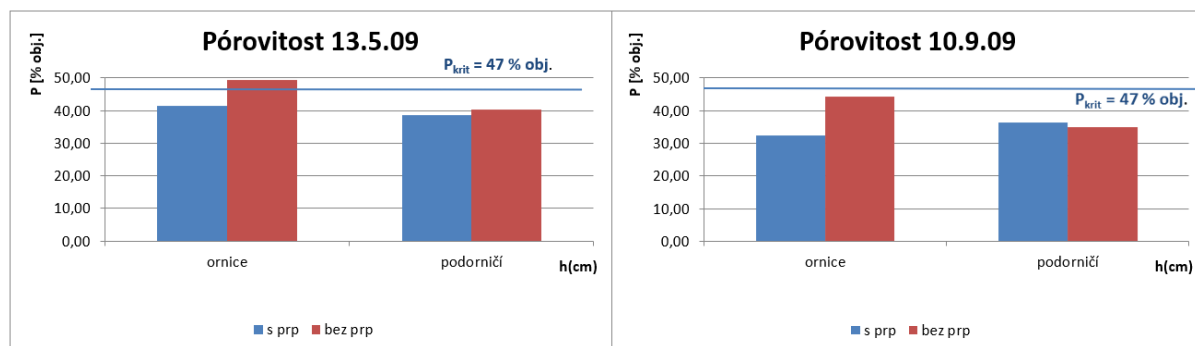 Pórovitost 13.5.09
P [% obj.]
Pkrit = 47 % obj.
50,00
40,00
30,00
20,00
10,00
0,00
ornice
podorničí
h(cm)
s prp
bez prp
Pórovitost 10.9.09
P [% obj.]
50,00
Pkrit = 47 % obj.
40,00
30,00
20,00
10,00
0,00
ornice
podorničí
h(cm)
s prp
bez prp